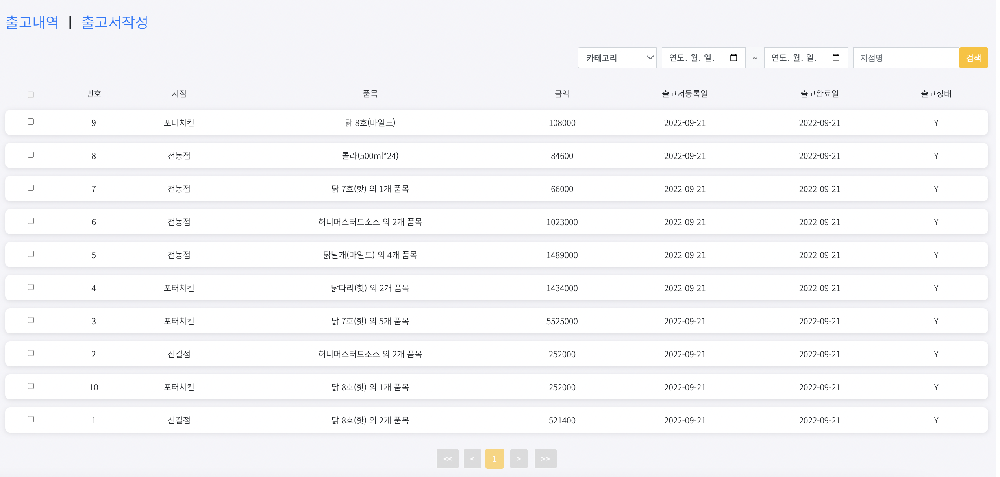 출고내역 | 출고서작성
카테고리 연도. 월. 일. ~ 연도. 월. 일. 지점명 검색
번호 지점 품목 금액 출고서등록일 출고완료일 출고상태
9 포터치킨 닭 8호(마일드) 108000 2022-09-21 2022-09-21 Y
8 전농점 콜라(500ml*24) 84600 2022-09-21 2022-09-21 Y
7 전농점 닭 7호(핫) 외 1개 품목 66000 2022-09-21 2022-09-21 Y
6 전농점 허니머스터드소스 외 2개 품목 1023000 2022-09-21 2022-09-21 Y
5 전농점 닭날개(마일드) 외 4개 품목 1489000 2022-09-21 2022-09-21 Y
4 포터치킨 닭다리(핫) 외 2개 품목 1434000 2022-09-21 2022-09-21 Y
3 포터치킨 닭 7호(핫) 외 5개 품목 5525000 2022-09-21 2022-09-21 Y
2 신길점 허니머스터드소스 외 2개 품목 252000 2022-09-21 2022-09-21 Y
10 포터치킨 닭 8호(핫) 외 1개 품목 252000 2022-09-21 2022-09-21 Y
1 신길점 닭 8호(핫) 외 2개 품목 521400 2022-09-21 2022-09-21 Y
<< < 1 > >>